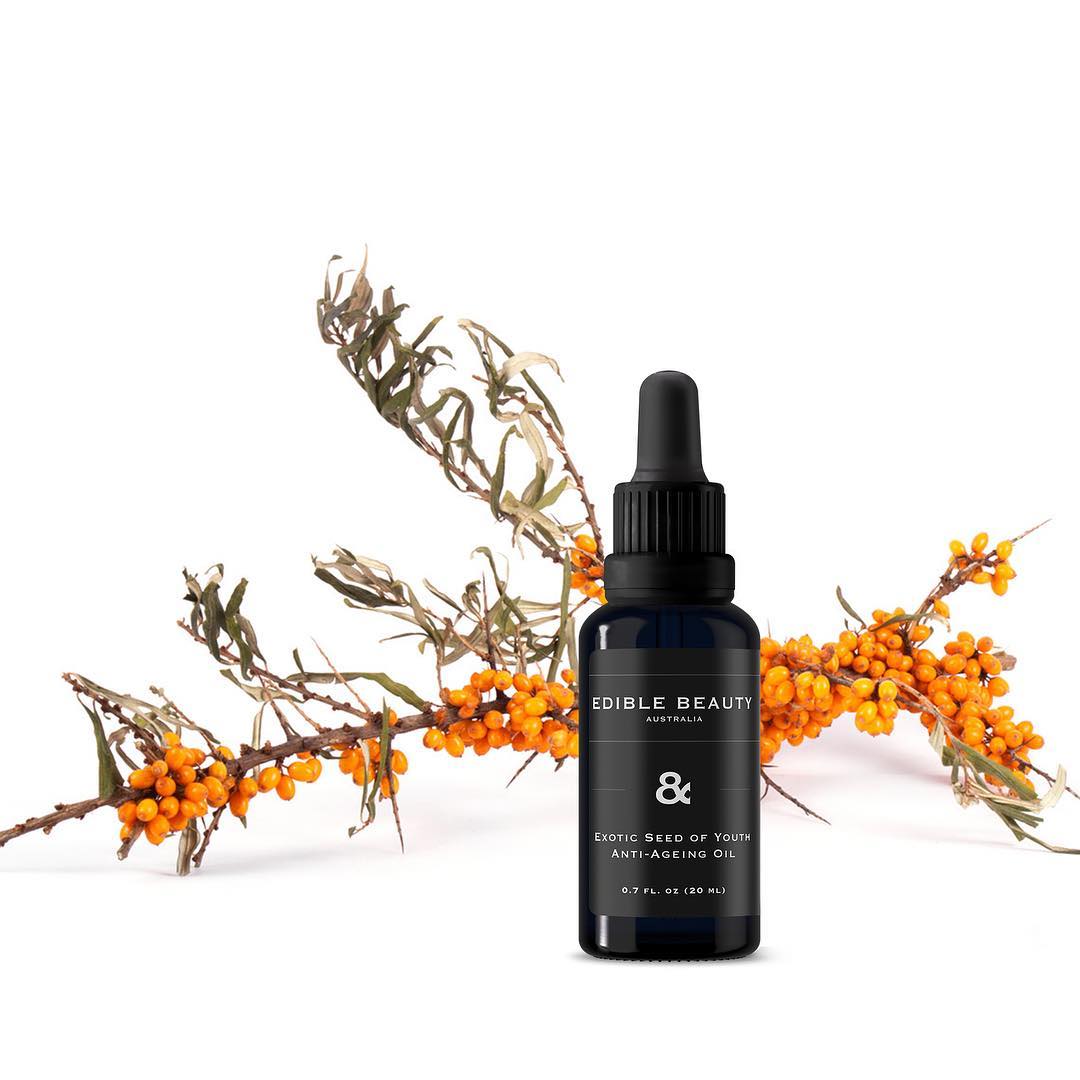 EDIBLE BEAUTY
AUSTRALIA
&
EXOTIC SEED OF YOUTH
ANTI-AGEING OIL
0.7 FL. OZ (20 ML)